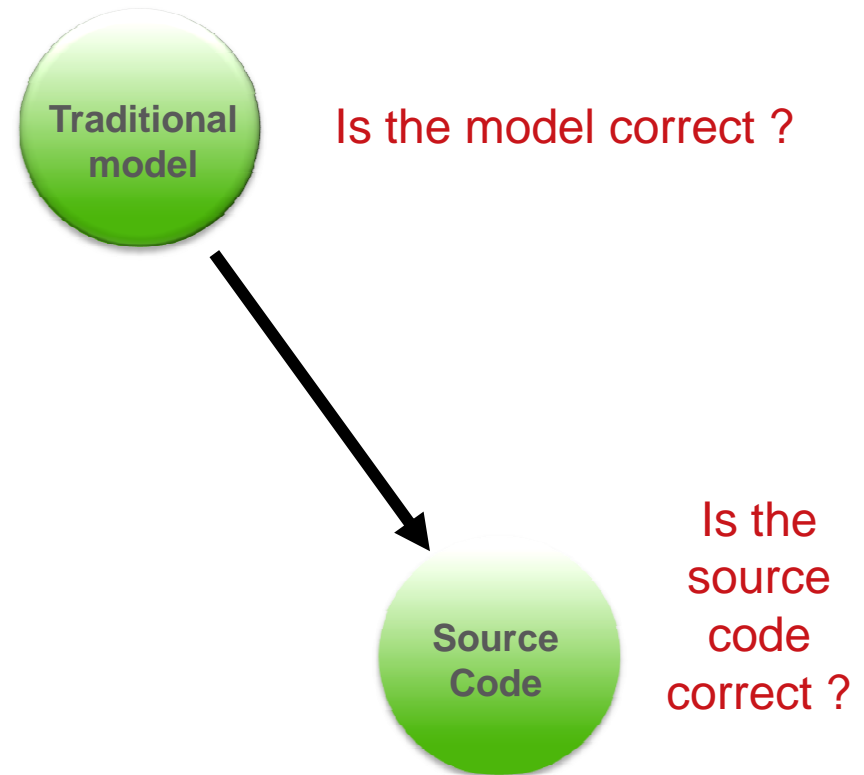 Traditional
model
Is the model correct ?
Is the
source
code
correct ?
Source
Code